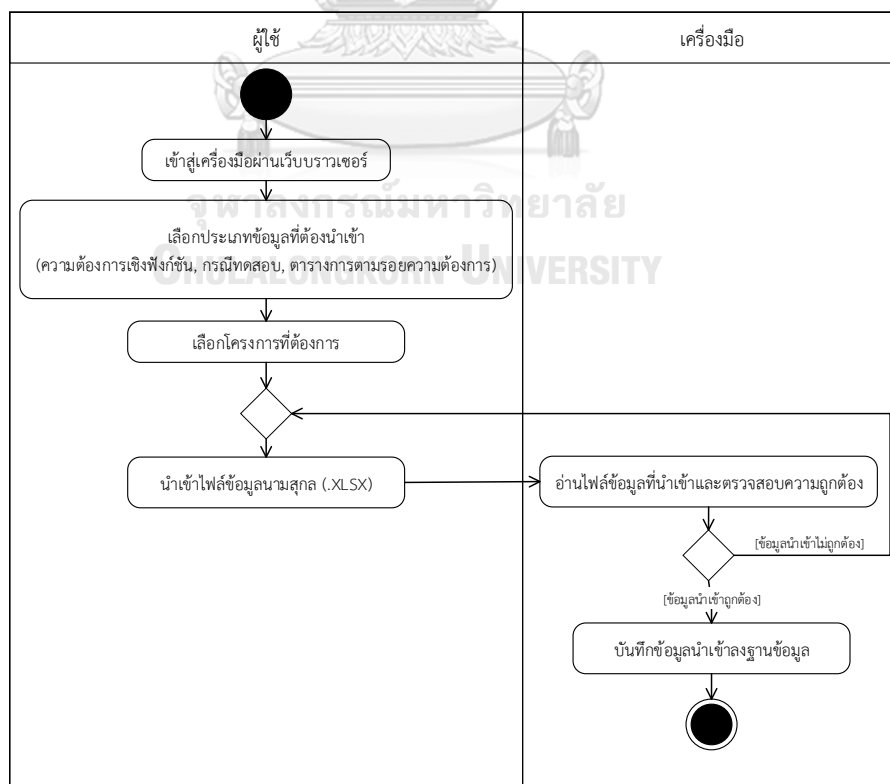 ผู้ใช้
เครื่องมือ
เข้าสู่เครื่องมือผ่านเว็บบราวเซอร์
จุฬาลงกรณ์มหาวิทยาลัย
เลือกประเภทข้อมูลที่ต้องนำเข้า
(ความต้องการเชิงฟังก์ชัน, กรณีทดสอบ, ตารางการตามรอยความต้องการ)
CHULALONGKORN UNIVERSITY
เลือกโครงการที่ต้องการ
นำเข้าไฟล์ข้อมูลนามสุกล (.XLSX)
อ่านไฟล์ข้อมูลที่นำเข้าและตรวจสอบความถูกต้อง
[ข้อมูลนำเข้าไม่ถูกต้อง]
[ข้อมูลนำเข้าถูกต้อง]
บันทึกข้อมูลนำเข้าลงฐานข้อมูล